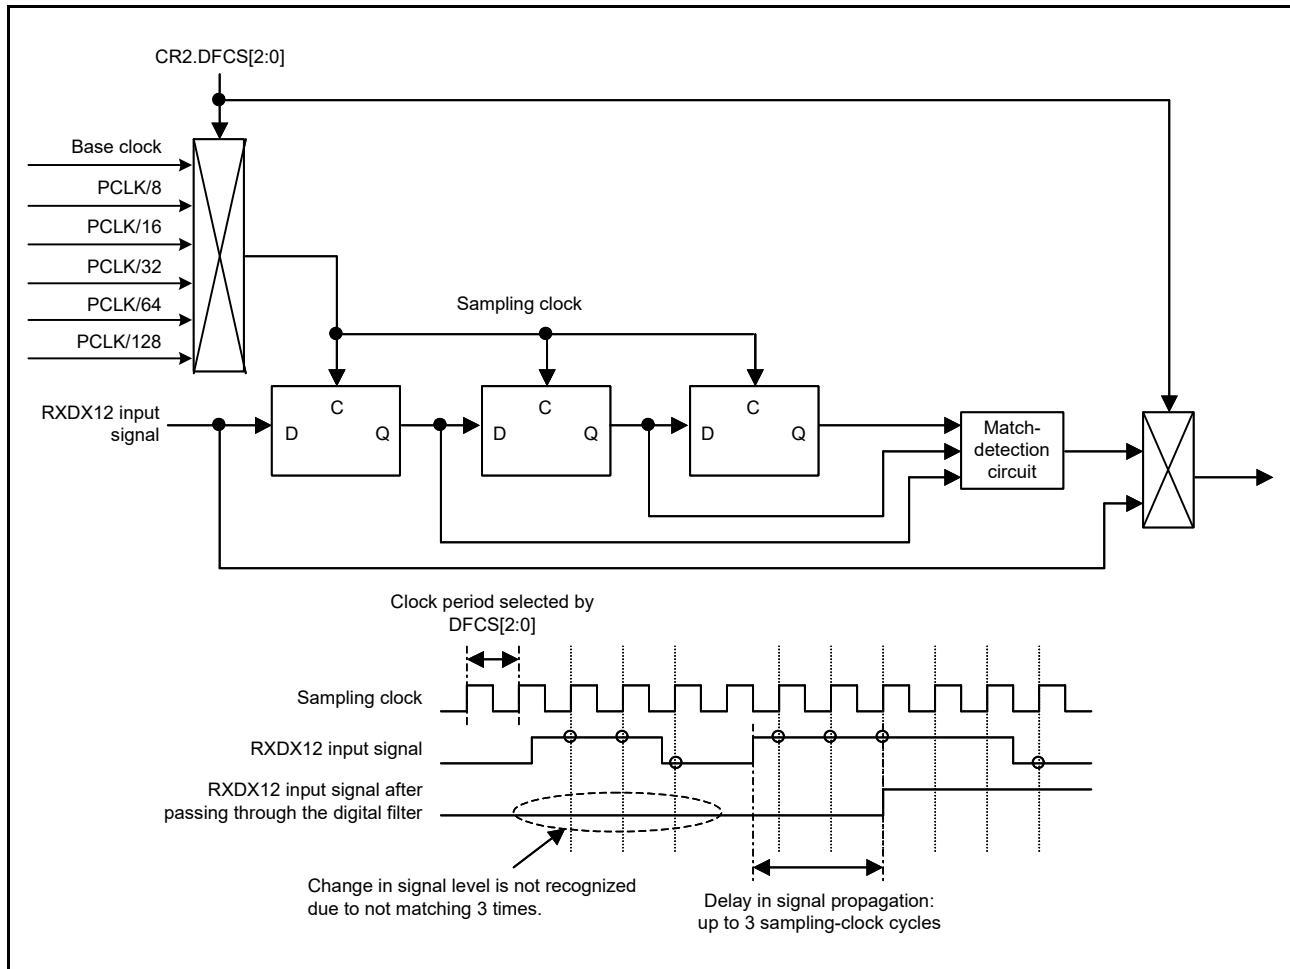 CR2.DFCS[2:0]
Base clock
PCLK/8
PCLK/16
PCLK/32
PCLK/64
PCLK/128
Sampling clock
RXDX12 input
signal
C
D
Q
C
D
Q
C
D
Q
Match-
detection
circuit
Clock period selected by
DFCS[2:0]
Sampling clock
RXDX12 input signal
RXDX12 input signal after
passing through the digital filter
Change in signal level is not recognized
due to not matching 3 times.
Delay in signal propagation:
up to 3 sampling-clock cycles